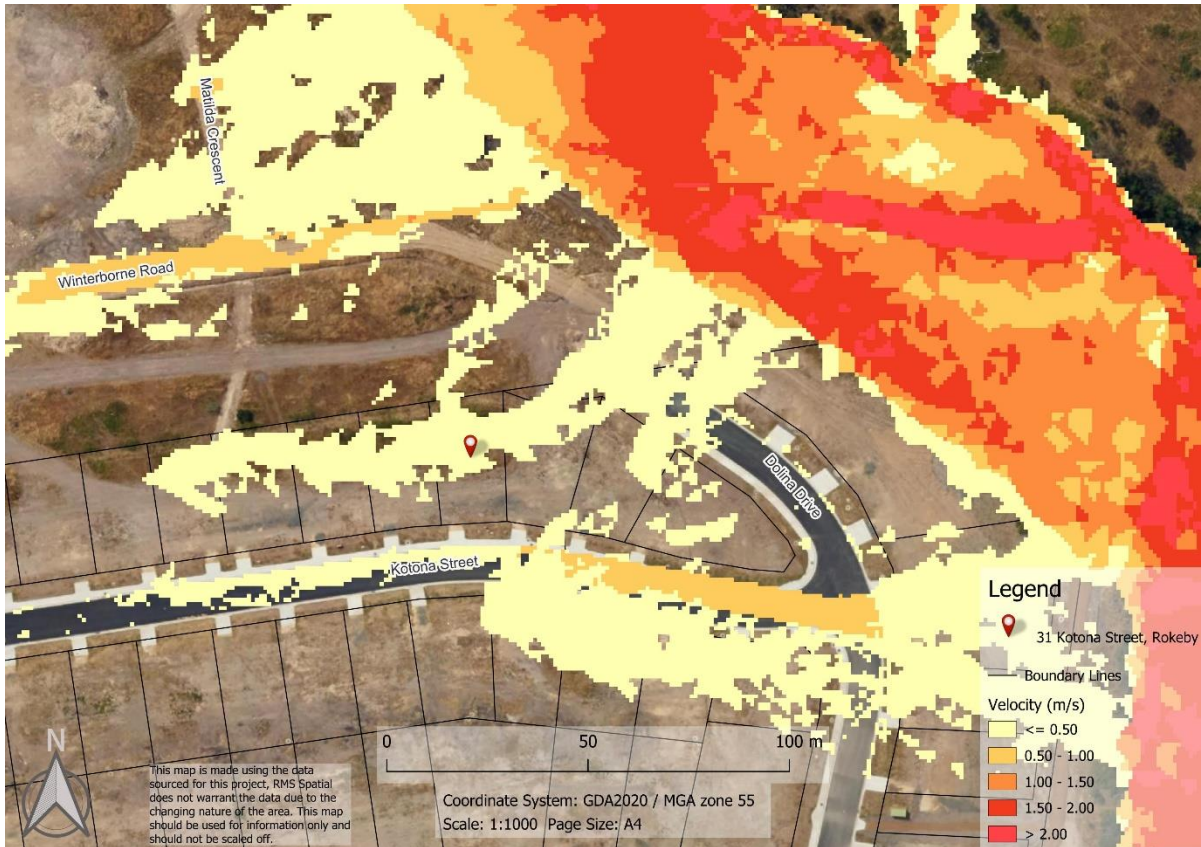 Matilda Crescent
Winterborne Road
Dolina Drive
Kotona Street
Legend
31 Kotona Street, Rokeby
Boundary Lines
Velocity (m/s)
<= 0.50
0.50 - 1.00
1.00 - 1.50
1.50 - 2.00
> 2.00
N
This map is made using the data
sourced for this project, RMS Spatial
does not warrant the data due to the
changing nature of the area. This map
should be used for information only and
should not be scaled off.
0 50 100 m
Coordinate System: GDA2020 / MGA zone 55
Scale: 1:1000 Page Size: A4